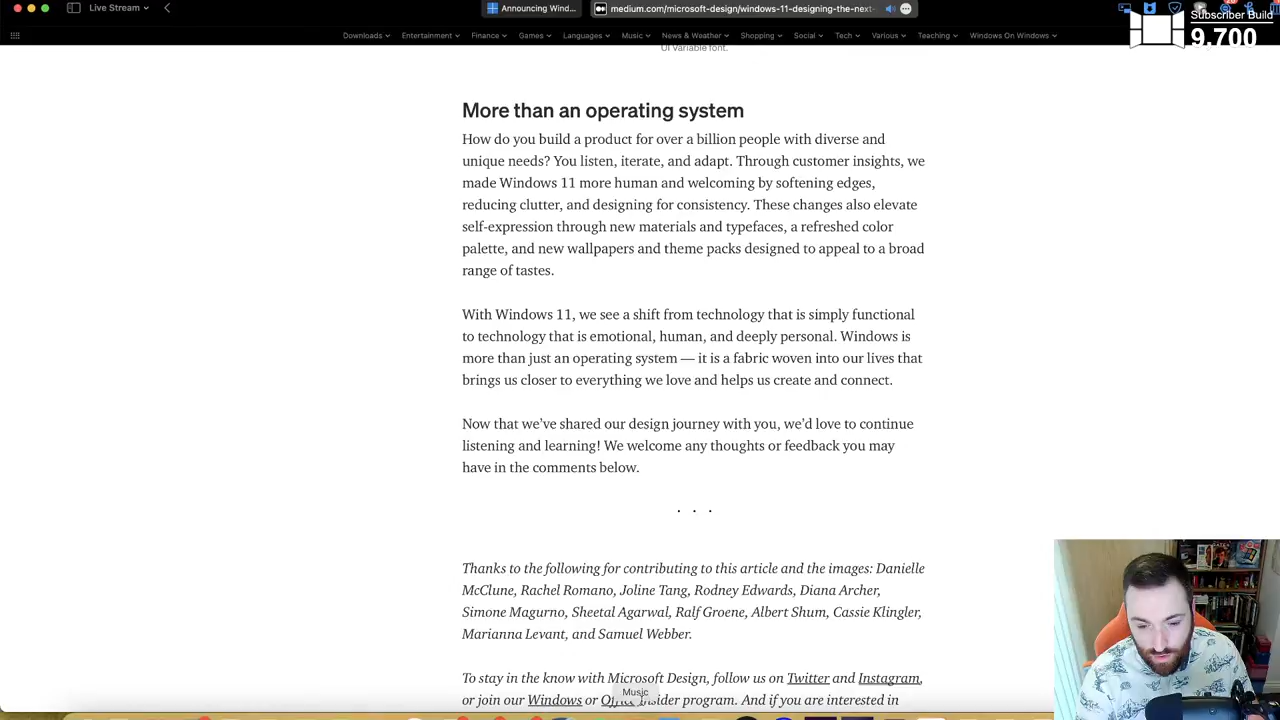 Live Stream
Announcing Wind...
medium.com/microsoft-design/windows-11-designing-the-next-
Subscriber Build
9,700
Downloads
Entertainment
Finance
Games
Languages
Music
News & Weather
Shopping
Social
Tech
Various
Teaching
Windows On Windows
UI Variable font.
More than an operating system
How do you build a product for over a billion people with diverse and
unique needs? You listen, iterate, and adapt. Through customer insights, we
made Windows 11 more human and welcoming by softening edges,
reducing clutter, and designing for consistency. These changes also elevate
self-expression through new materials and typefaces, a refreshed color
palette, and new wallpapers and theme packs designed to appeal to a broad
range of tastes.
With Windows 11, we see a shift from technology that is simply functional
to technology that is emotional, human, and deeply personal. Windows is
more than just an operating system — it is a fabric woven into our lives that
brings us closer to everything we love and helps us create and connect.
Now that we’ve shared our design journey with you, we’d love to continue
listening and learning! We welcome any thoughts or feedback you may
have in the comments below.
. . .
Thanks to the following for contributing to this article and the images: Danielle
McClune, Rachel Romano, Joline Tang, Rodney Edwards, Diana Archer,
Simone Magurno, Sheetal Agarwal, Ralf Groene, Albert Shum, Cassie Klingler,
Marianna Levant, and Samuel Webber.
To stay in the know with Microsoft Design, follow us on Twitter and Instagram,
or join our Windows or Office Insider program. And if you are interested in
Music